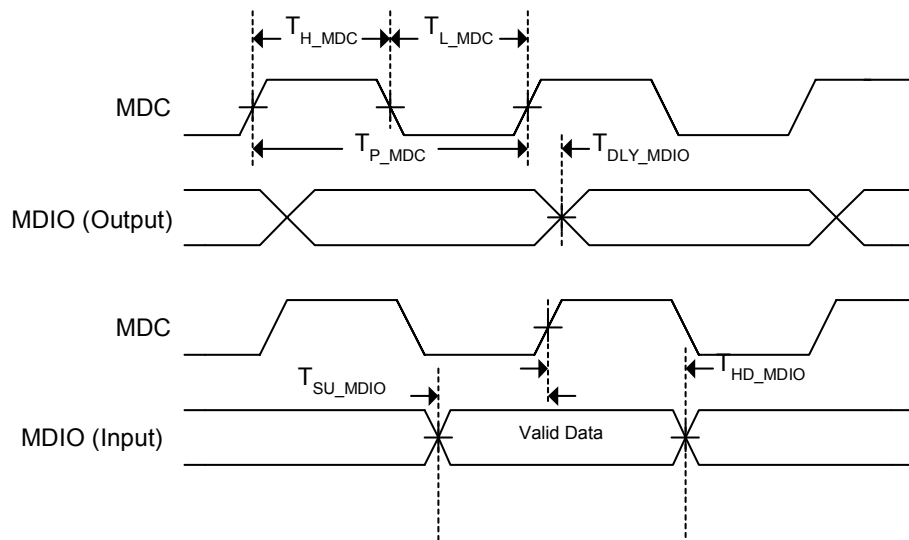 T_H_MDC T_L_MDC
MDC
T_P_MDC T_DLY_MDIO
MDIO (Output)
MDC
T_SU_MDIO T_HD_MDIO
MDIO (Input) Valid Data